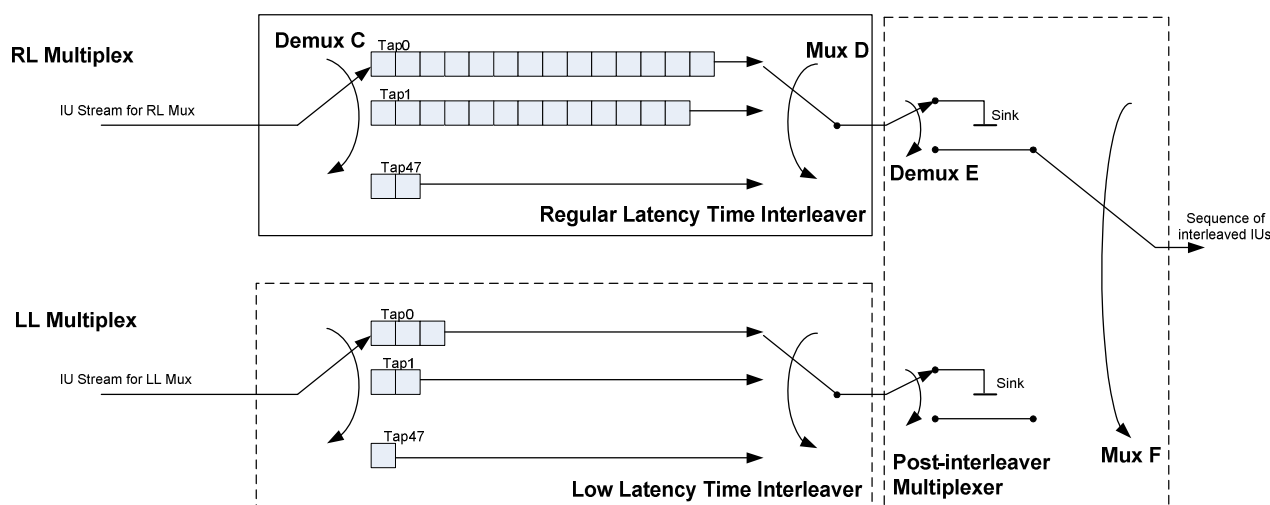 RL Multiplex
IU Stream for RL Mux
Demux C
Tap0
Tap1
Tap47
Mux D
Regular Latency Time Interleaver
Sink
Demux E
Sequence of
interleaved IUs
LL Multiplex
IU Stream for LL Mux
Tap0
Tap1
Tap47
Low Latency Time Interleaver
Sink
Post-interleaver
Multiplexer
Mux F